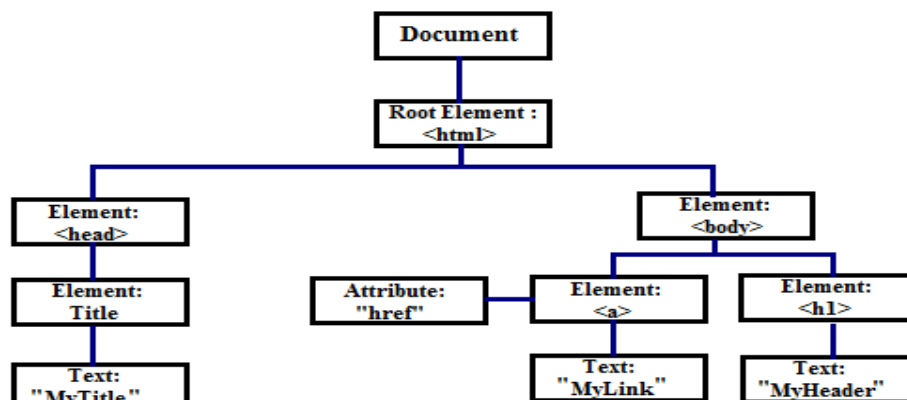 Document
Root Element :
<html>
Element:
<head>
Element:
<body>
Element:
Title
Attribute:
"href"
Element:
<a>
Element:
<h1>
Text:
"MyTitle"
Text:
"MyLink"
Text:
"MyHeader"